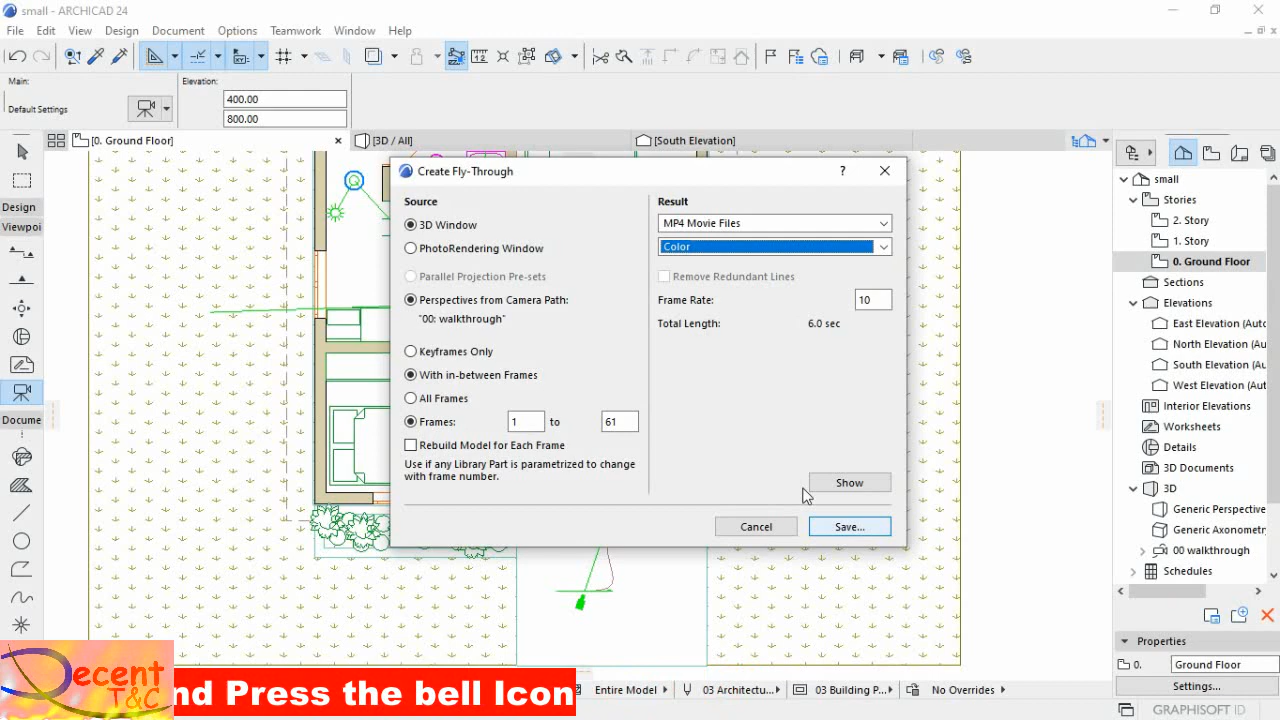 small - ARCHICAD 24
File Edit View Design Document Options Teamwork Window Help
Main:
Default Settings
Elevation:
400.00
800.00
[0. Ground Floor]
[3D / All]
[South Elevation]
Design
Viewpoi
Docume
Create Fly-Through
?
Source
3D Window
PhotoRendering Window
Parallel Projection Pre-sets
Perspectives from Camera Path:
"00: walkthrough"
Keyframes Only
With in-between Frames
All Frames
Frames: 1 to 61
Rebuild Model for Each Frame
Use if any Library Part is parametrized to change
with frame number.
Result
MP4 Movie Files
Color
Remove Redundant Lines
Frame Rate: 10
Total Length: 6.0 sec
Show
Cancel
Save...
small
Stories
2. Story
1. Story
0. Ground Floor
Sections
Elevations
East Elevation (Auto
North Elevation (A
South Elevation (Au
West Elevation (Aut
Interior Elevations
Worksheets
Details
3D Documents
3D
Generic Perspective
Generic Axonometry
00 walkthrough
Schedules
Properties
0. Ground Floor
Settings...
GRAPHISOFT ID
Entire Model
03 Architectu...
03 Building P...
No Overrides
Decent
T&C
nd Press the bell Icon